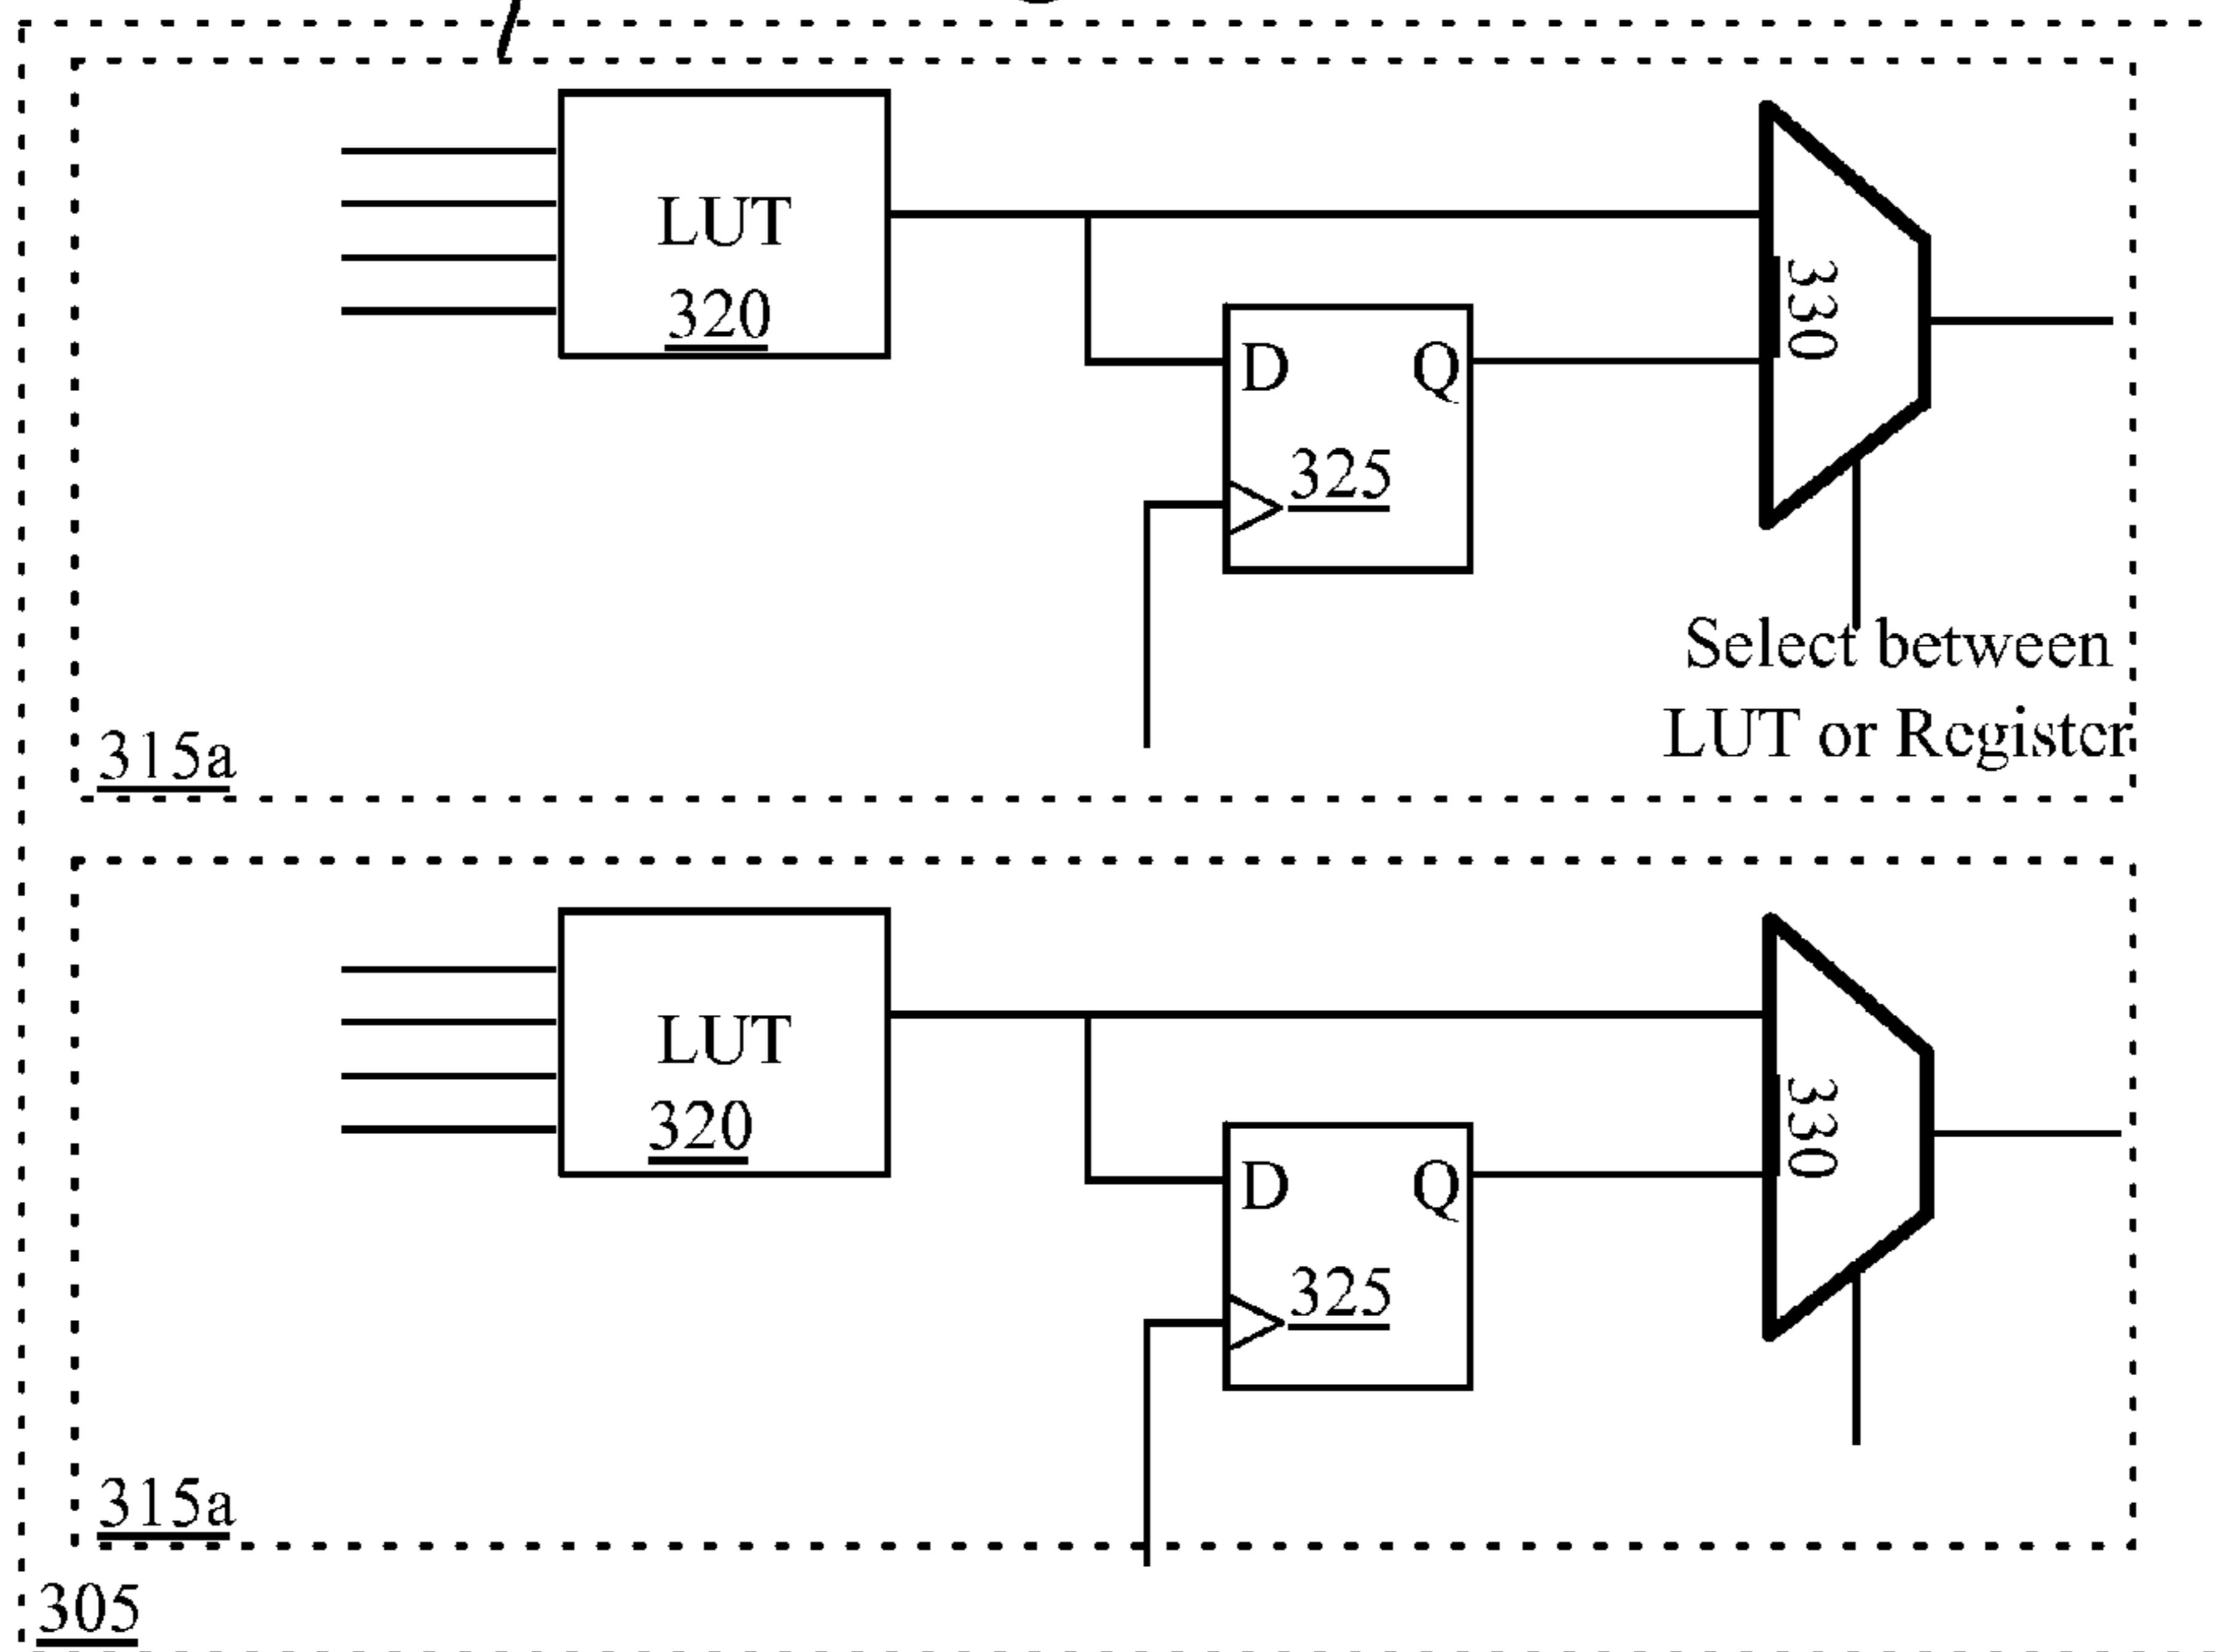 LUT
320
330
D Q
325
Select between
LUT or Register
315a
LUT
320
330
D Q
325
315a
305